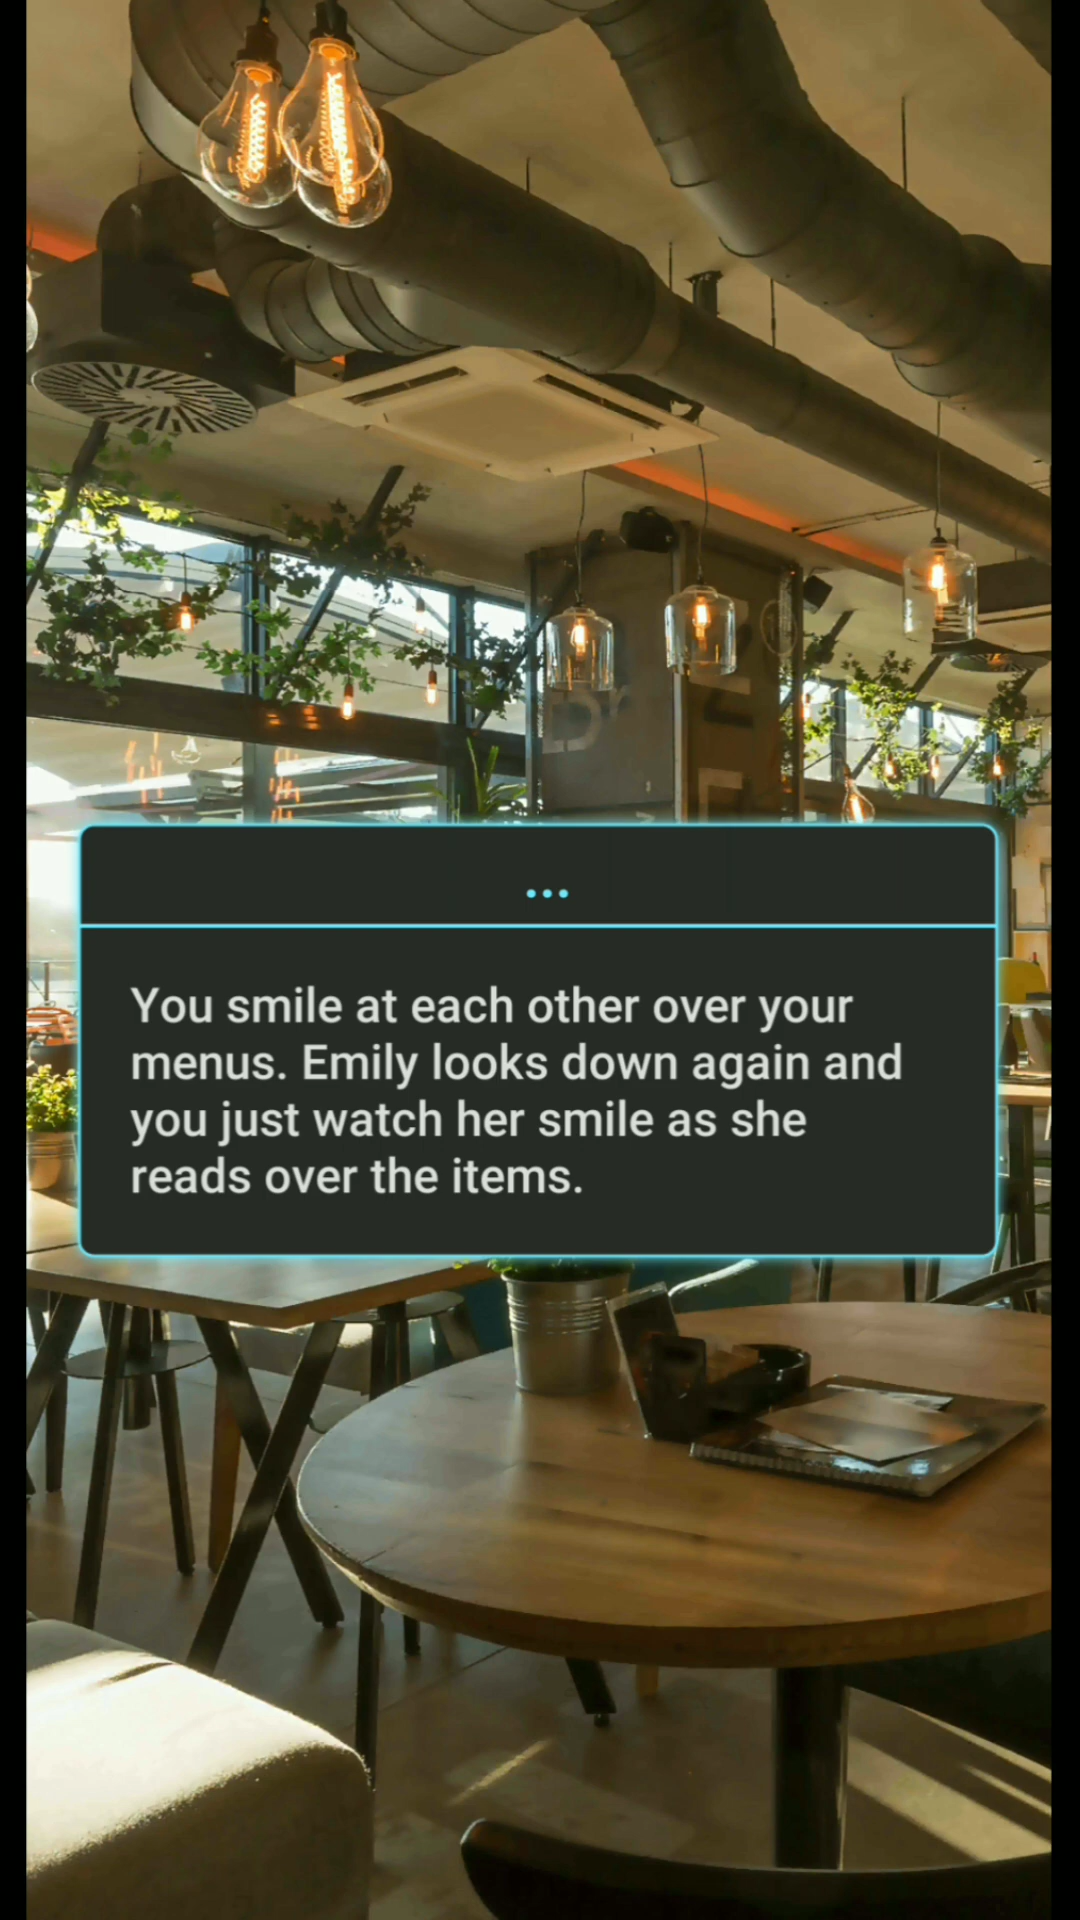 ...
You smile at each other over your
menus. Emily looks down again and
you just watch her smile as she
reads over the items.